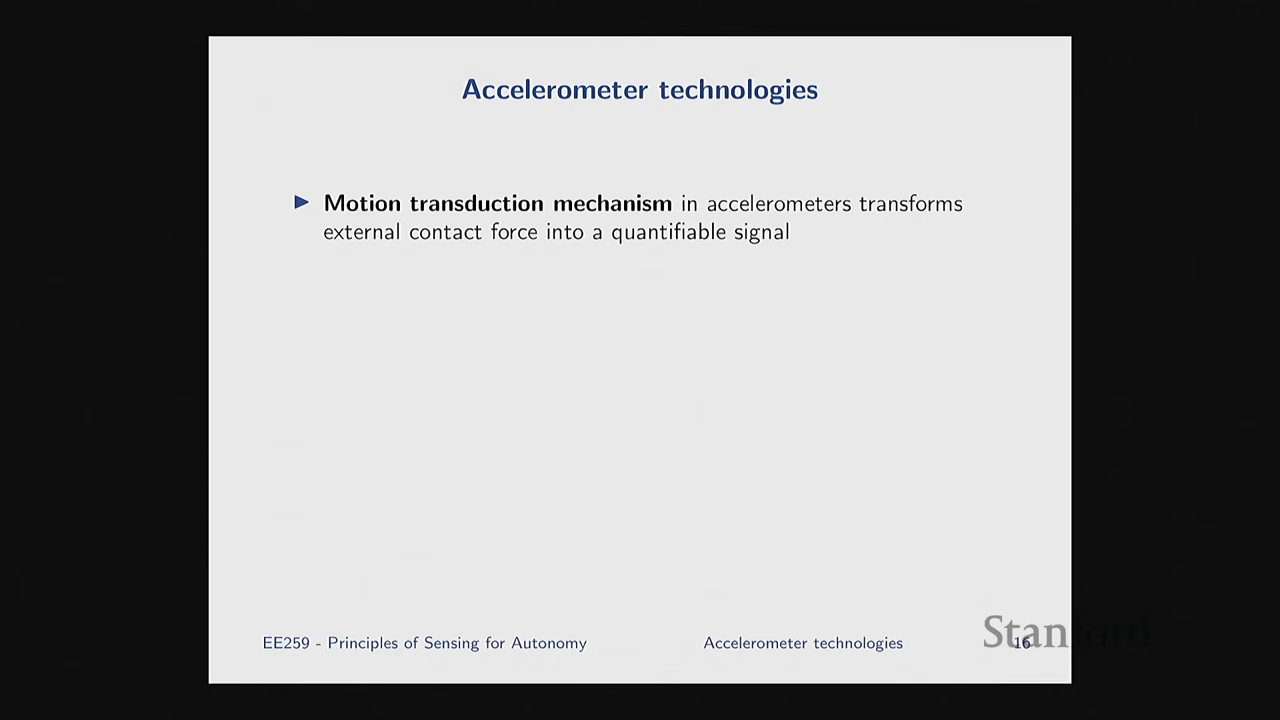 Accelerometer technologies
▶ Motion transduction mechanism in accelerometers transforms
external contact force into a quantifiable signal
EE259 - Principles of Sensing for Autonomy
Accelerometer technologies
16
Stanford